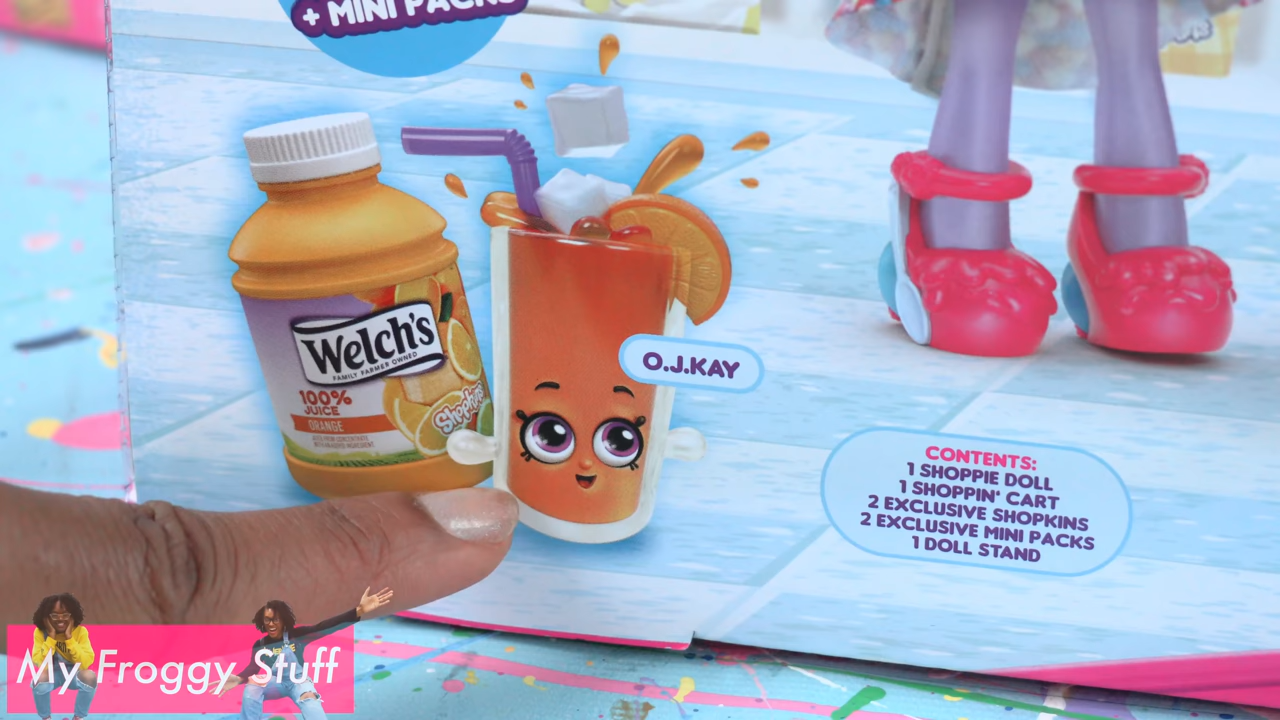 + MINI PACKS
Welch's
FAMILY FARMER OWNED
100%
JUICE
ORANGE
Shopkins
O.J.KAY
CONTENTS:
1 SHOPPIE DOLL
1 SHOPPIN' CART
2 EXCLUSIVE SHOPKINS
2 EXCLUSIVE MINI PACKS
1 DOLL STAND
My Froggy Stuff